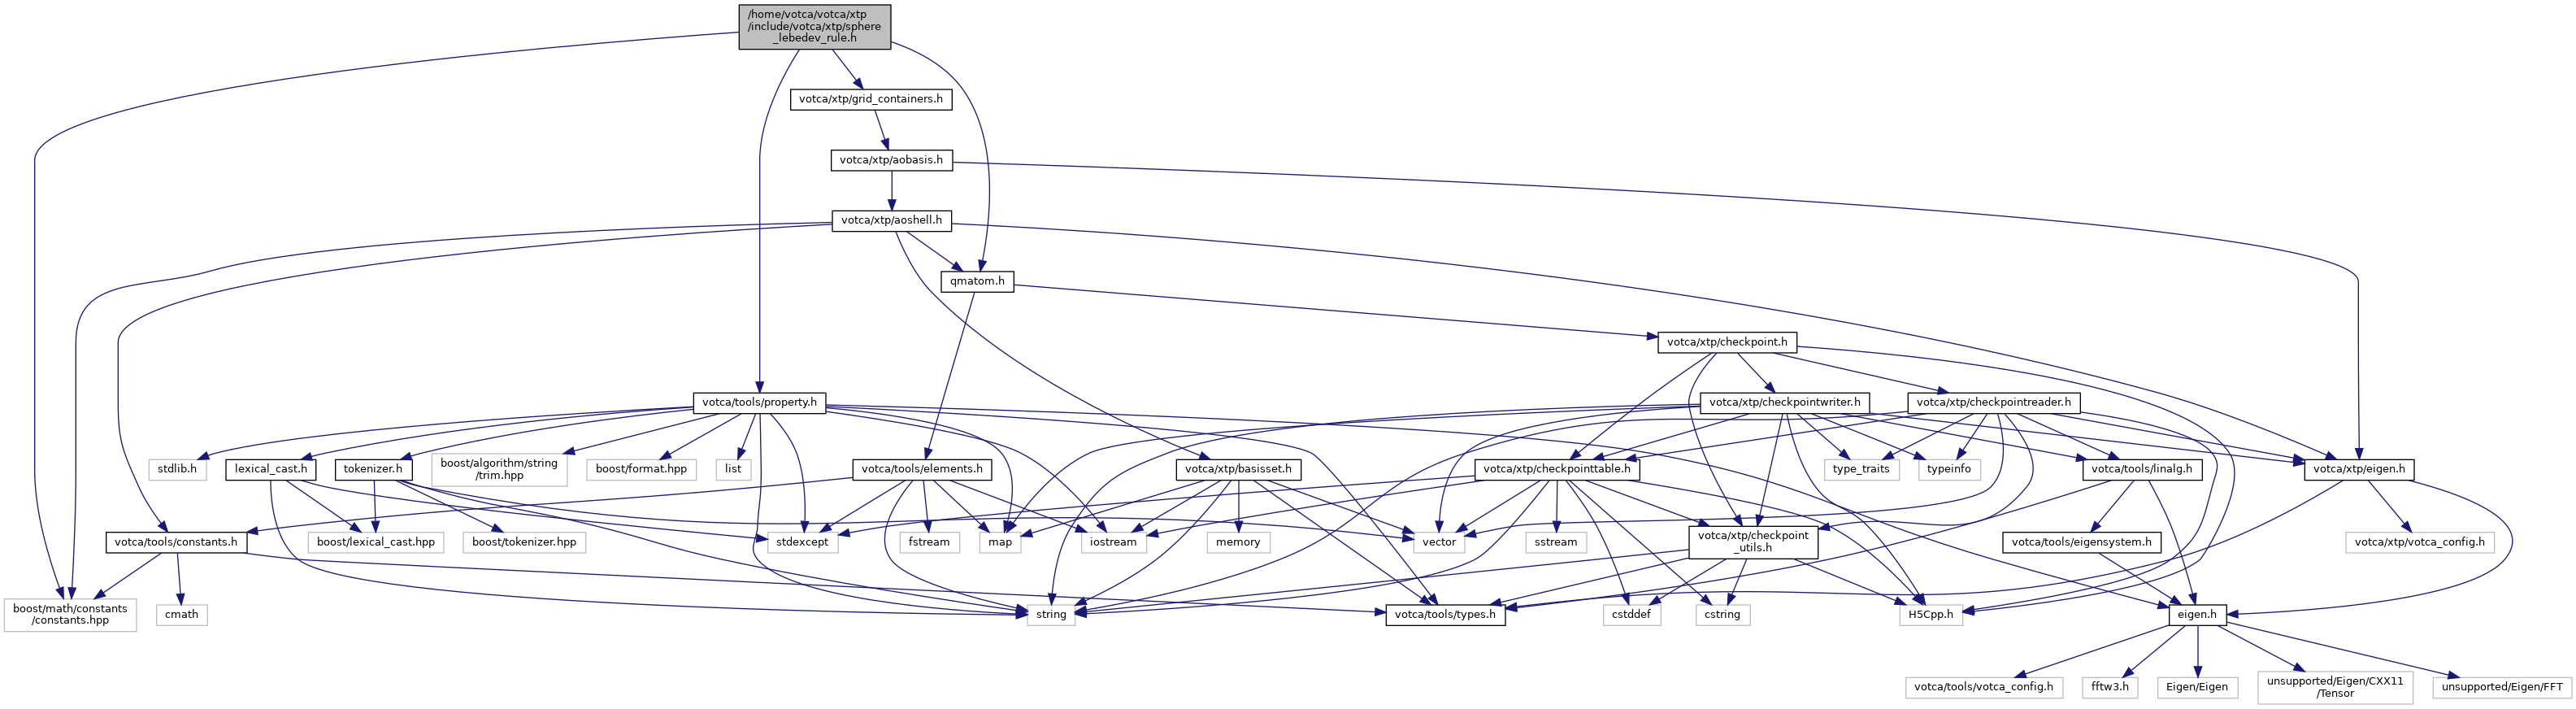 /home/votca/votca/xtp
/include/votca/xtp/sphere
_lebedev_rule.h
votca/xtp/grid_containers.h
votca/xtp/aobasis.h
votca/xtp/aoshell.h
qmatom.h
votca/xtp/checkpoint.h
votca/tools/property.h
votca/xtp/checkpointwriter.h
votca/xtp/checkpointreader.h
stdlib.h
lexical_cast.h
tokenizer.h
boost/algorithm/string
/trim.hpp
boost/format.hpp
list
votca/tools/elements.h
votca/xtp/basisset.h
votca/xtp/checkpointtable.h
type_traits
typeinfo
votca/tools/linalg.h
votca/xtp/eigen.h
votca/tools/constants.h
boost/lexical_cast.hpp
boost/tokenizer.hpp
stdexcept
fstream
map
iostream
memory
vector
sstream
votca/xtp/checkpoint
_utils.h
votca/tools/eigensystem.h
votca/xtp/votca_config.h
boost/math/constants
/constants.hpp
cmath
string
votca/tools/types.h
cstddef
cstring
H5Cpp.h
eigen.h
votca/tools/votca_config.h
fftw3.h
Eigen/Eigen
unsupported/Eigen/CXX11
/Tensor
unsupported/Eigen/FFT